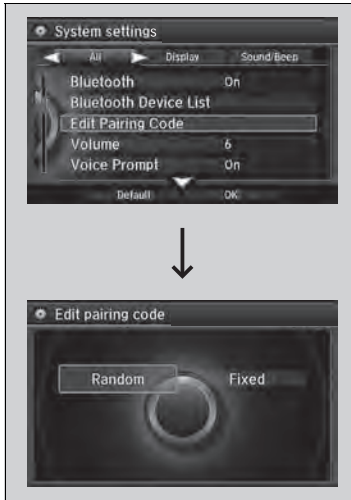 System settings
All Display Sound/Beep
Bluetooth On
Bluetooth Device List
Edit Pairing Code
Volume 6
Voice Prompt On
Default OK
Edit pairing code
Random Fixed